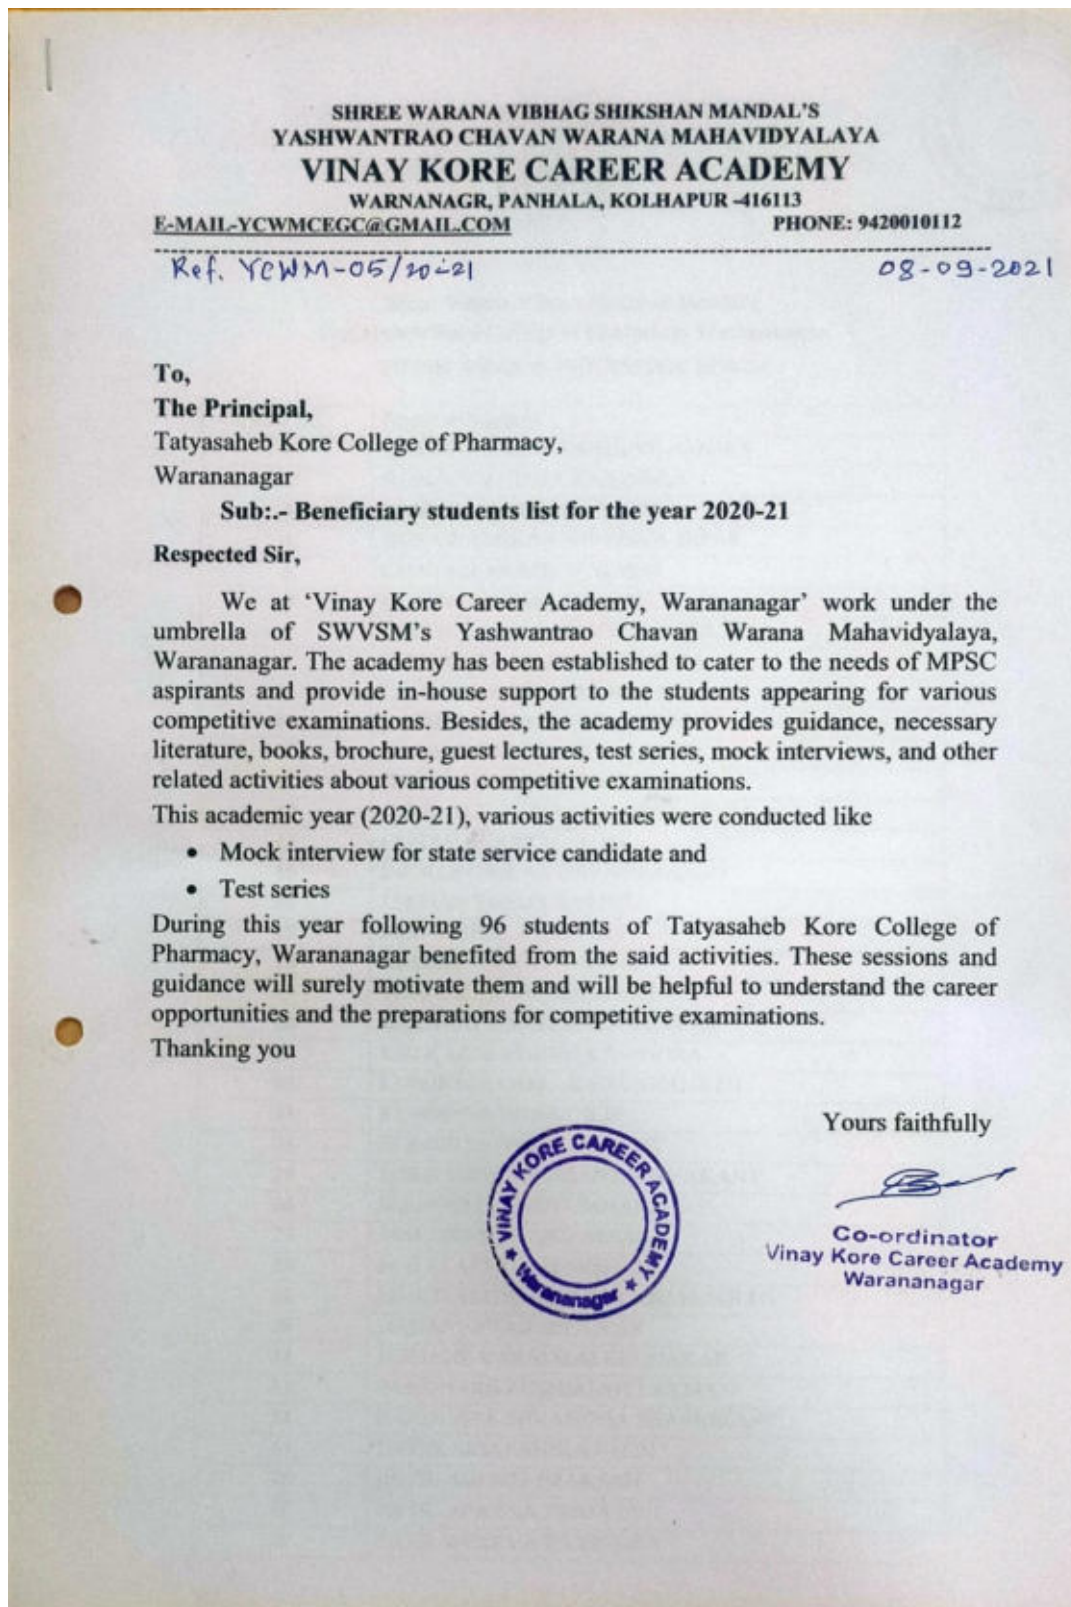 SHREE WARANA VIBHAG SHIKSHAN MANDAL'S
YASHWANTRAO CHAVAN WARANA MAHAVIDYALAYA
VINAY KORE CAREER ACADEMY
WARNANAGR, PANHALA, KOLHAPUR -416113
E-MAIL-YCWMCEGC@GMAIL.COM PHONE: 9420010112
Ref. YCWM-05/20-21 08-09-2021
To,
The Principal,
Tatyasaheb Kore College of Pharmacy,
Warananagar
Sub:.- Beneficiary students list for the year 2020-21
Respected Sir,
We at ‘Vinay Kore Career Academy, Warananagar’ work under the
umbrella of SWVSM’s Yashwantrao Chavan Warana Mahavidyalaya,
Warananagar. The academy has been established to cater to the needs of MPSC
aspirants and provide in-house support to the students appearing for various
competitive examinations. Besides, the academy provides guidance, necessary
literature, books, brochure, guest lectures, test series, mock interviews, and other
related activities about various competitive examinations.
This academic year (2020-21), various activities were conducted like
• Mock interview for state service candidate and
• Test series
During this year following 96 students of Tatyasaheb Kore College of
Pharmacy, Warananagar benefited from the said activities. These sessions and
guidance will surely motivate them and will be helpful to understand the career
opportunities and the preparations for competitive examinations.
Thanking you
Yours faithfully
VINAY KORE CAREER ACADEMY
Warananagar
Co-ordinator
Vinay Kore Career Academy
Warananagar